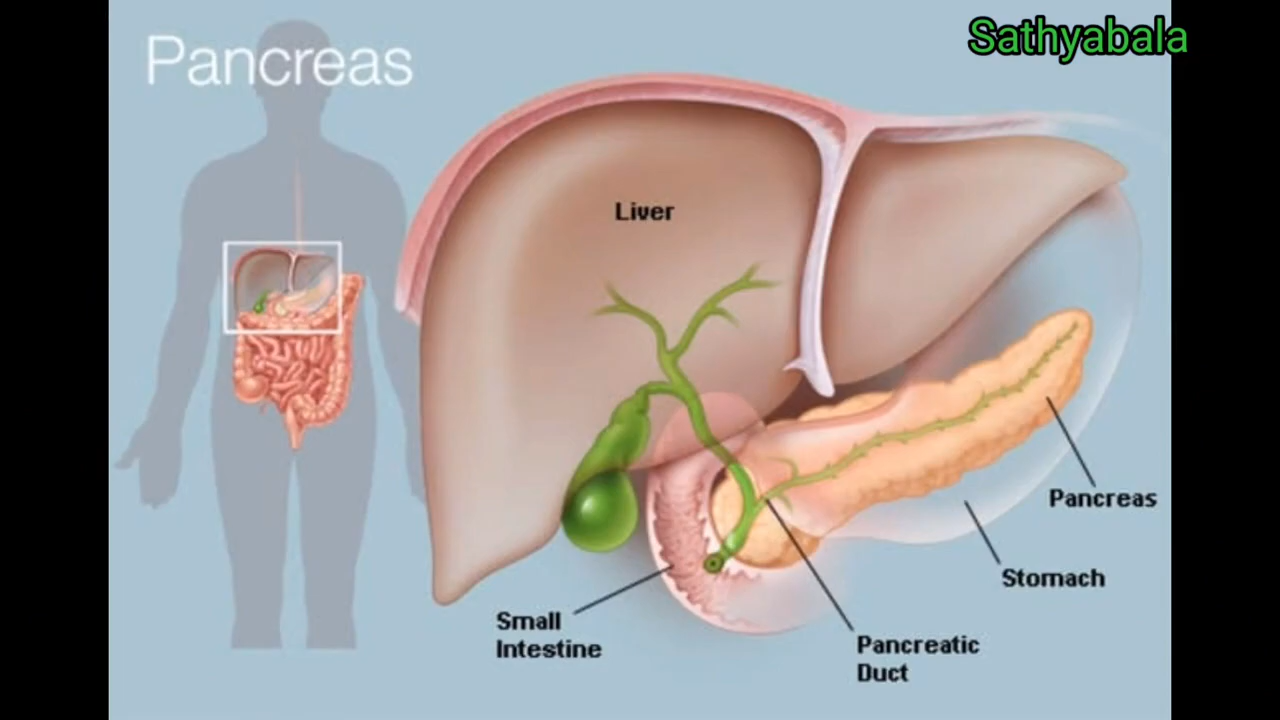 Pancreas
Sathyabala
Liver
Pancreas
Stomach
Small
Intestine
Pancreatic
Duct